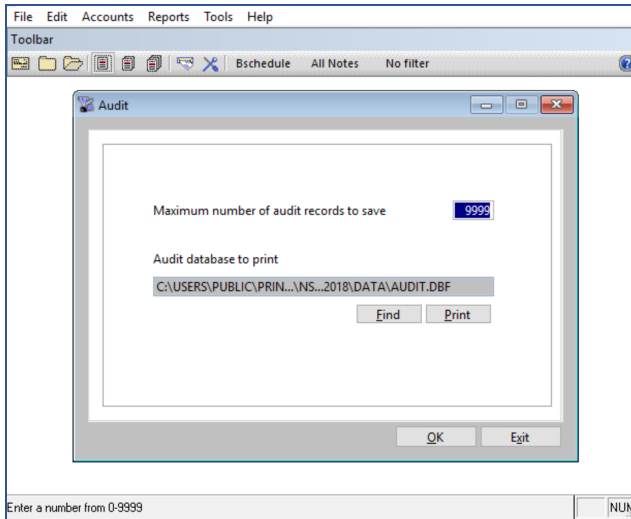 File Edit Accounts Reports Tools Help
Toolbar
Bschedule All Notes No filter
Audit
Maximum number of audit records to save 9999
Audit database to print
C:\USERS\PUBLIC\PRIN...\NS...2018\DATA\AUDIT.DBF
Find Print
OK Exit
Enter a number from 0-9999 NUM